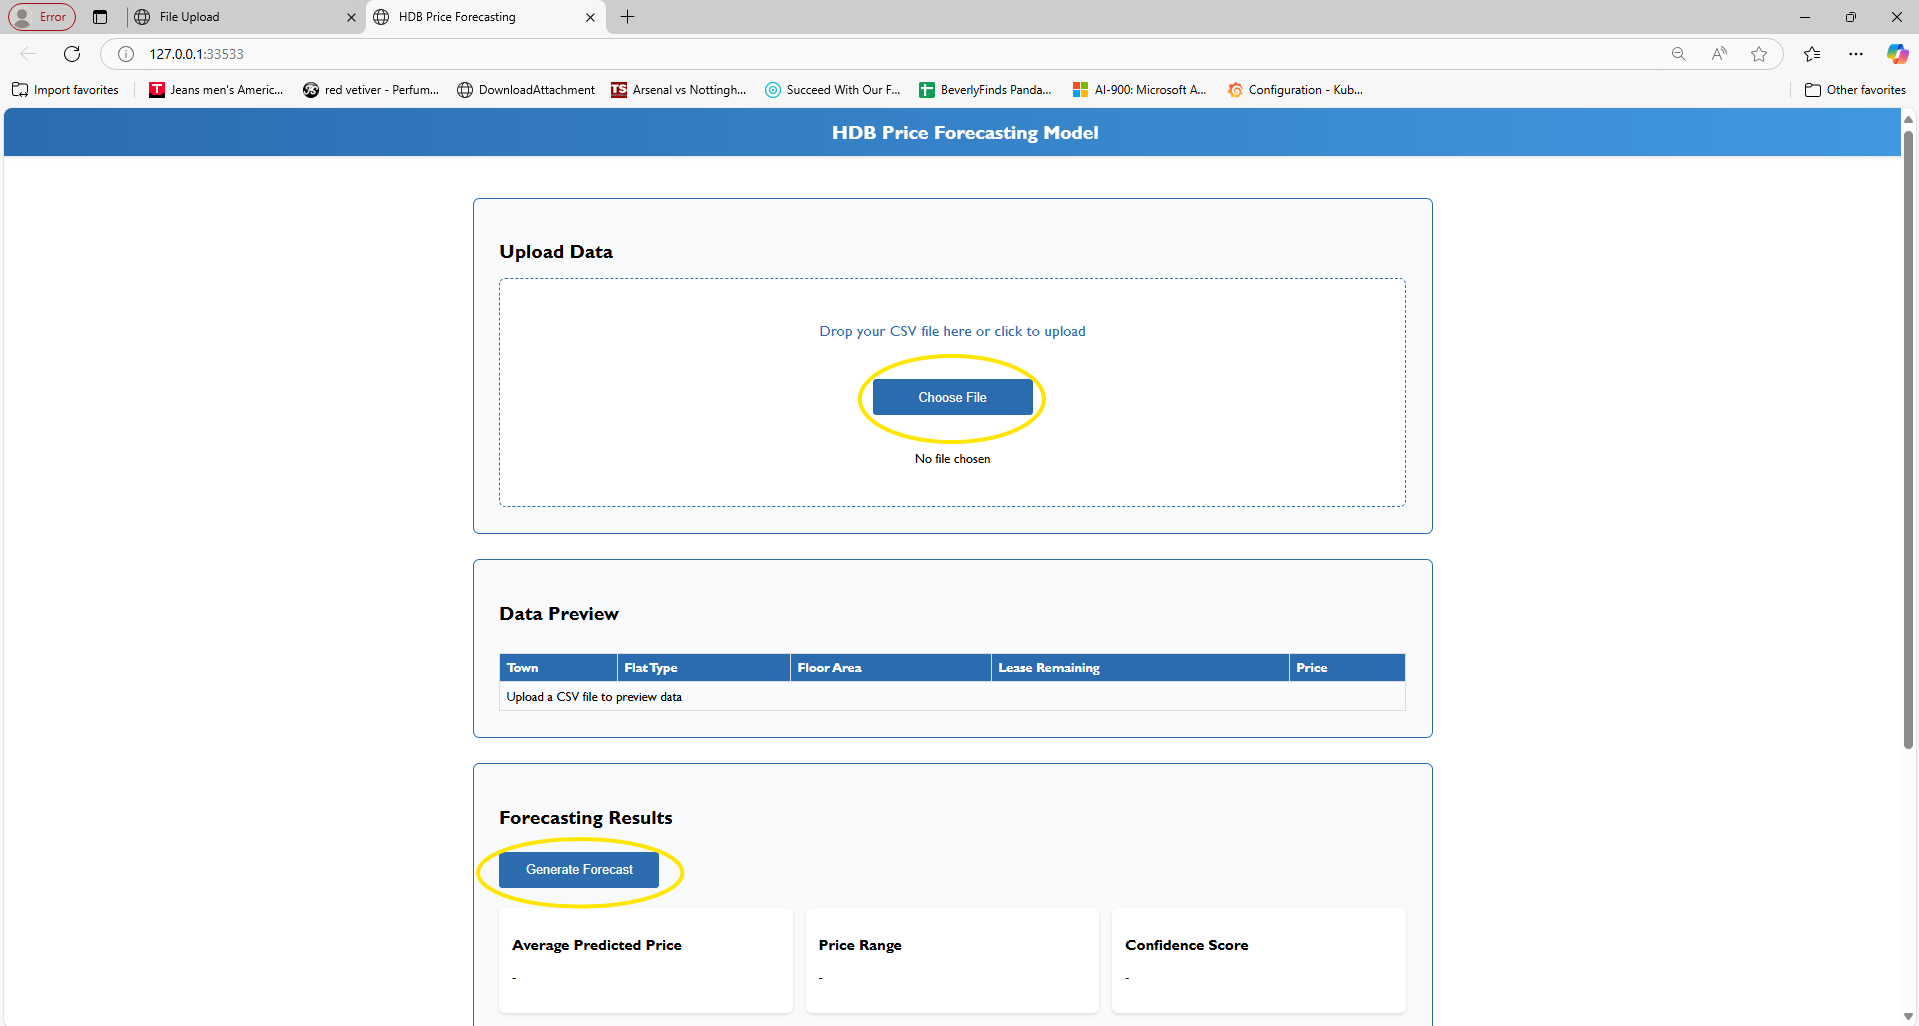 Error
File Upload
HDB Price Forecasting
127.0.0.1:33533
Import favorites
Jeans men's Americ...
red vetiver - Perfum...
DownloadAttachment
TS
Arsenal vs Nottingh...
Succeed With Our F...
BeverlyFinds Panda...
AI-900: Microsoft A...
Configuration - Kub...
Other favorites
HDB Price Forecasting Model
Upload Data
Drop your CSV file here or click to upload
Choose File
No file chosen
Data Preview
Town Flat Type Floor Area Lease Remaining Price
Upload a CSV file to preview data
Forecasting Results
Generate Forecast
Average Predicted Price
-
Price Range
-
Confidence Score
-